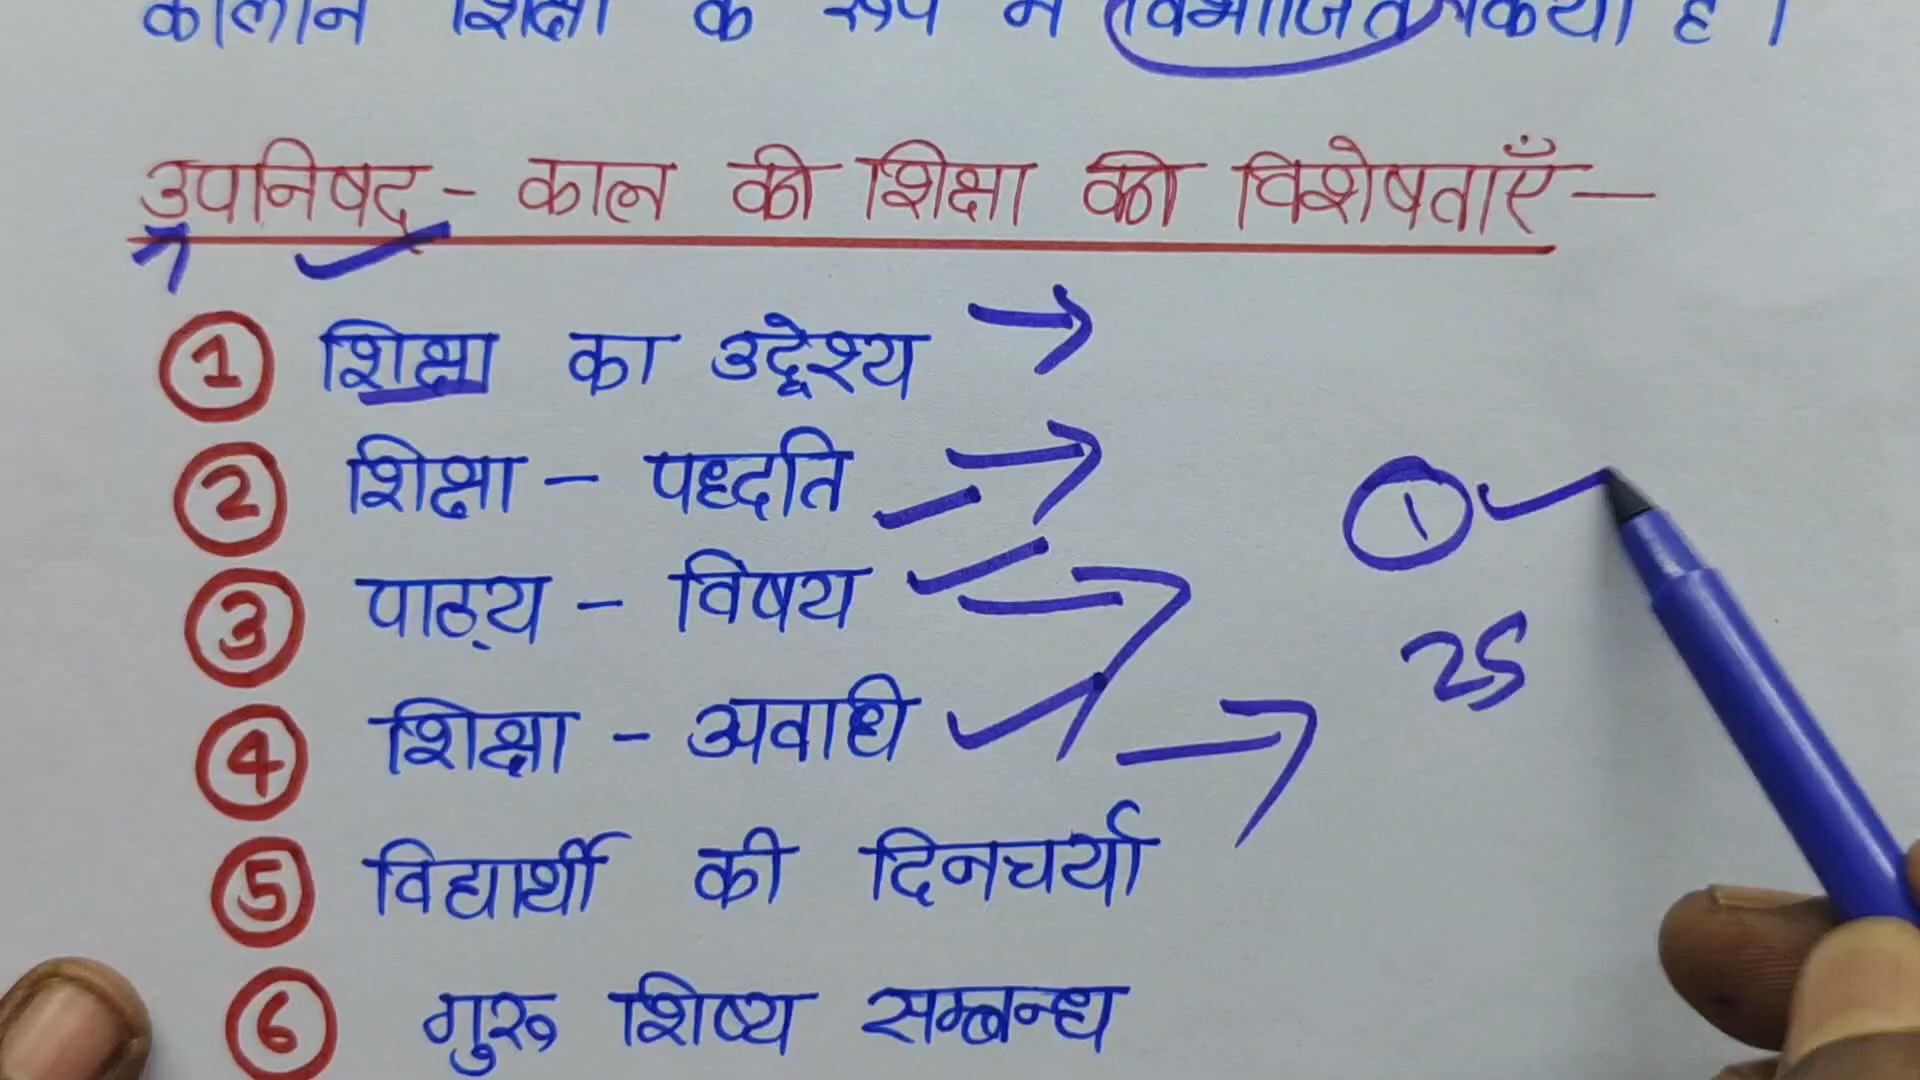 कालीन शिक्षा के रूप में विभाजित किया है ।
उपनिषद् - काल की शिक्षा की विशेषताएँ —
1 शिक्षा का उद्देश्य
2 शिक्षा - पद्धति
3 पाठ्य - विषय
4 शिक्षा - अवधि
5 विद्यार्थी की दिनचर्या
6 गुरू शिष्य सम्बन्ध
1
25